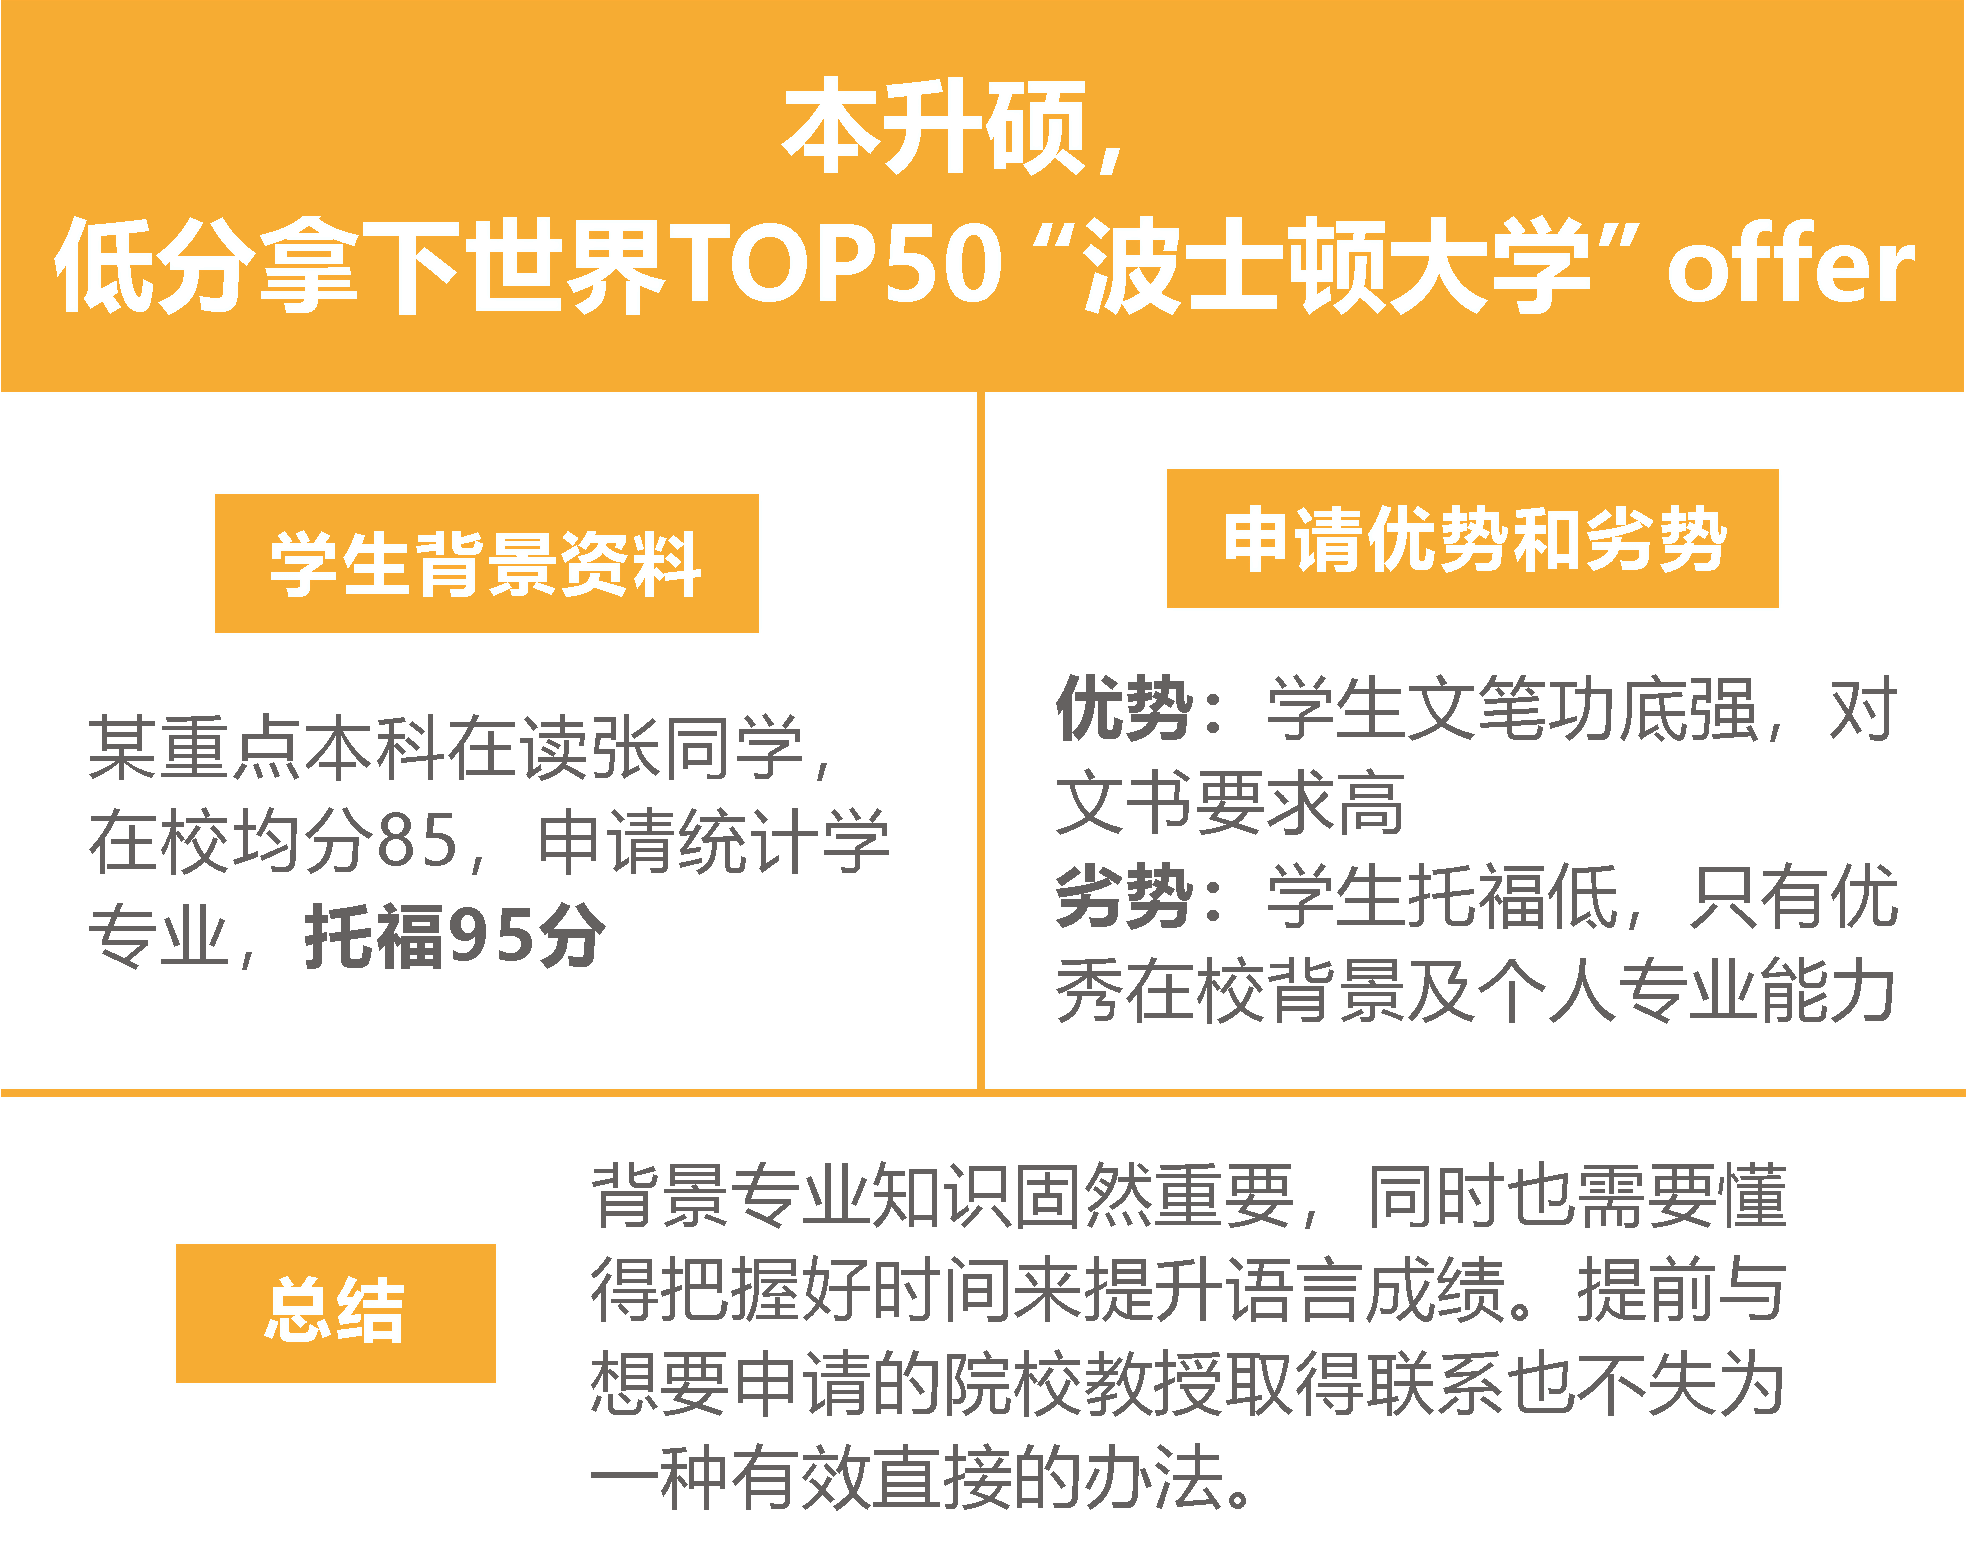 本升硕，
低分拿下世界TOP50 “波士顿大学” offer
学生背景资料
某重点本科在读张同学，
在校均分85，申请统计学
专业，托福95分
申请优势和劣势
优势：学生文笔功底强，对
文书要求高
劣势：学生托福低，只有优
秀在校背景及个人专业能力
总结
背景专业知识固然重要，同时也需要懂
得把握好时间来提升语言成绩。提前与
想要申请的院校教授取得联系也不失为
一种有效直接的办法。